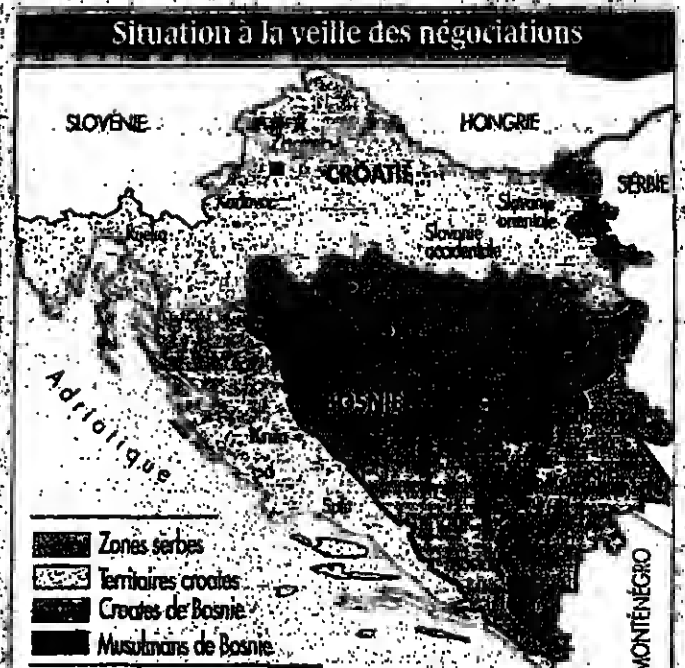 Situation à la veille des négociations
SLOVÉNIE
HONGRIE
Zagreb
CROATIE
SERBIE
Karlovac
Slavonie
orientale
Rijeka
Slavonie
occidentale
BOSNIE
Adriatique
Knin
Split
Zones serbes
Territoires croates
Croates de Bosnie
Musulmans de Bosnie
MONTÉNÉGRO